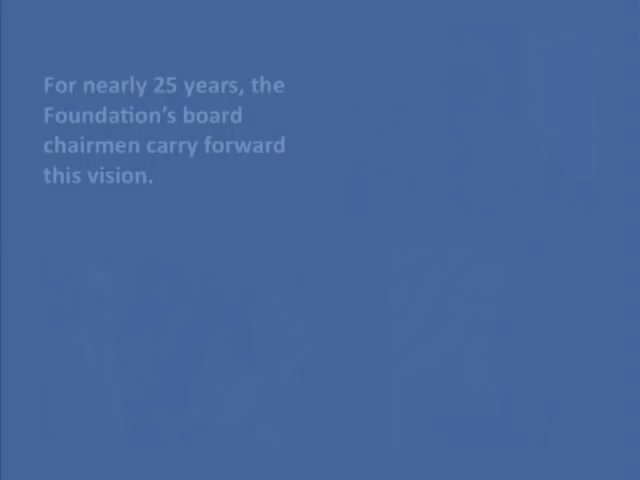 For nearly 25 years, the
Foundation's board
chairmen carry forward
this vision.